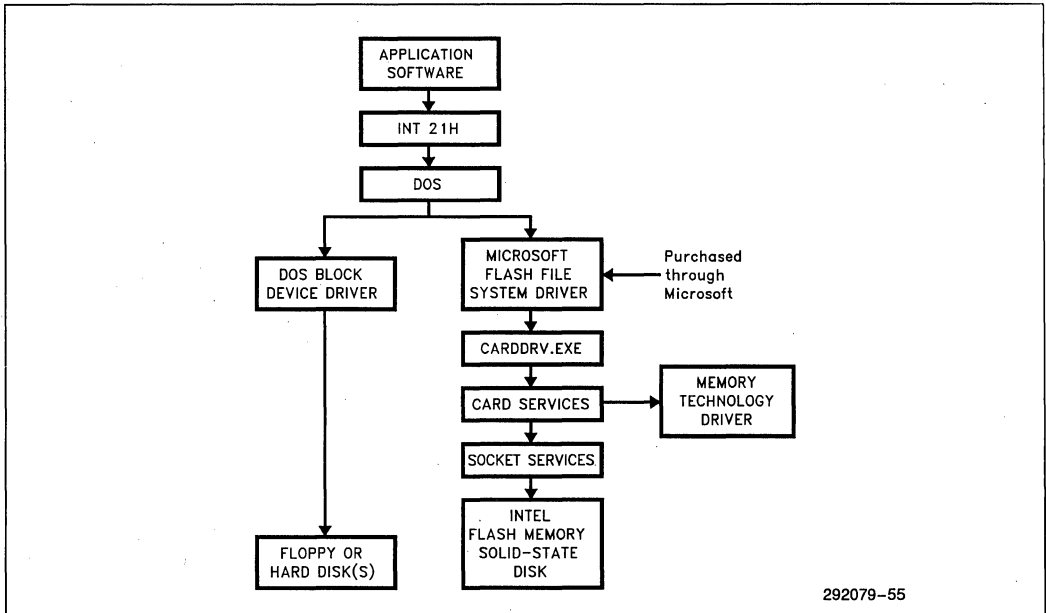 APPLICATION
SOFTWARE
INT 21H
DOS
DOS BLOCK
DEVICE DRIVER
MICROSOFT
FLASH FILE
SYSTEM DRIVER
Purchased
through
Microsoft
CARDDRV.EXE
CARD SERVICES
MEMORY
TECHNOLOGY
DRIVER
SOCKET SERVICES
FLOPPY OR
HARD DISK(S)
INTEL
FLASH MEMORY
SOLID-STATE
DISK
292079-55